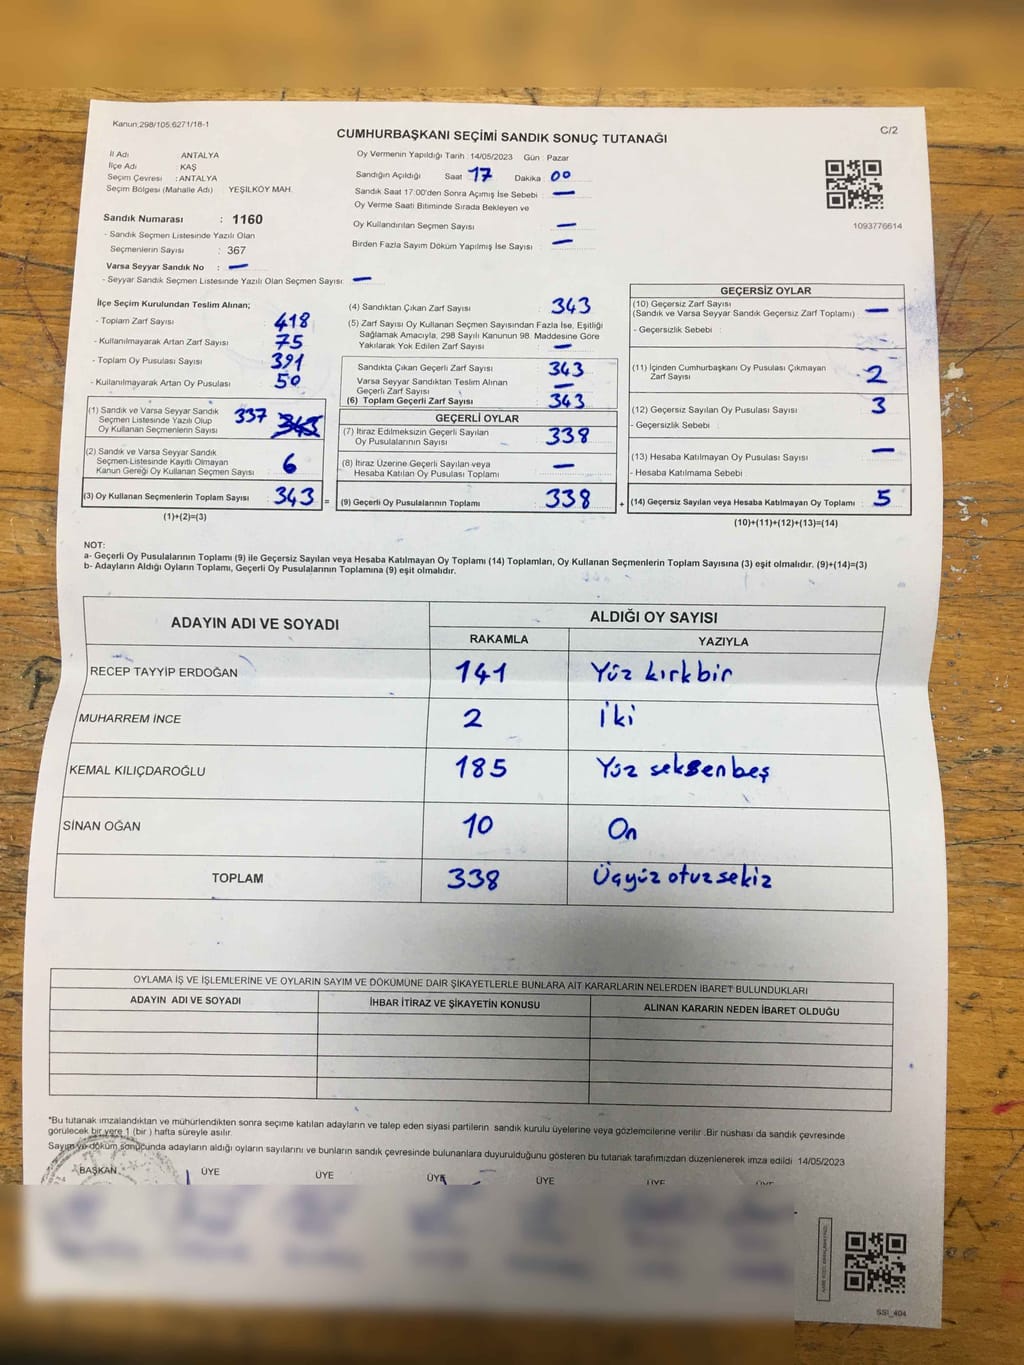 Kanun:298/105,6271/18-1
C/2
CUMHURBAŞKANI SEÇİMİ SANDIK SONUÇ TUTANAĞI
İl Adı : ANTALYA
İlçe Adı : KAŞ
Seçim Çevresi : ANTALYA
Seçim Bölgesi (Mahalle Adı) YEŞİLKÖY MAH.
Sandık Numarası : 1160
- Sandık Seçmen Listesinde Yazılı Olan
Seçmenlerin Sayısı : 367
Varsa Seyyar Sandık No : —
- Seyyar Sandık Seçmen Listesinde Yazılı Olan Seçmen Sayısı: —
Oy Vermenin Yapıldığı Tarih : 14/05/2023 Gün : Pazar
Sandığın Açıldığı Saat 17 Dakika : 00
Sandık Saat 17:00'den Sonra Açımış İse Sebebi : —
Oy Verme Saati Bitiminde Sırada Bekleyen ve
Oy Kullandırılan Seçmen Sayısı : —
Birden Fazla Sayım Döküm Yapılmış İse Sayısı : —
1093776614
İlçe Seçim Kurulundan Teslim Alınan;
- Toplam Zarf Sayısı : 418
- Kullanılmayarak Artan Zarf Sayısı : 75
- Toplam Oy Pusulası Sayısı : 391
- Kullanılmayarak Artan Oy Pusulası : 50
(1) Sandık ve Varsa Seyyar Sandık
Seçmen Listesinde Yazılı Olup
Oy Kullanan Seçmenlerin Sayısı : 337 343
(2) Sandık ve Varsa Seyyar Sandık
Seçmen Listesinde Kayıtlı Olmayan
Kanun Gereği Oy Kullanan Seçmen Sayısı : 6
(3) Oy Kullanan Seçmenlerin Toplam Sayısı : 343 =
(1)+(2)=(3)
(4) Sandıktan Çıkan Zarf Sayısı : 343
(5) Zarf Sayısı Oy Kullanan Seçmen Sayısından Fazla İse, Eşitliği
Sağlamak Amacıyla, 298 Sayılı Kanunun 98. Maddesine Göre
Yakılarak Yok Edilen Zarf Sayısı : —
Sandıkta Çıkan Geçerli Zarf Sayısı : 343
Varsa Seyyar Sandıktan Teslim Alınan
Geçerli Zarf Sayısı : —
(6) Toplam Geçerli Zarf Sayısı : 343
GEÇERLİ OYLAR
(7) İtiraz Edilmeksizin Geçerli Sayılan
Oy Pusulalarının Sayısı : 338
(8) İtiraz Üzerine Geçerli Sayılan veya
Hesaba Katılan Oy Pusulası Toplamı : —
(9) Geçerli Oy Pusulalarının Toplamı : 338 +
GEÇERSİZ OYLAR
(10) Geçersiz Zarf Sayısı
(Sandık ve Varsa Seyyar Sandık Geçersiz Zarf Toplamı) : —
- Geçersizlik Sebebi :
(11) İçinden Cumhurbaşkanı Oy Pusulası Çıkmayan
Zarf Sayısı : 2
(12) Geçersiz Sayılan Oy Pusulası Sayısı : 3
- Geçersizlik Sebebi
(13) Hesaba Katılmayan Oy Pusulası Sayısı : —
- Hesaba Katılmama Sebebi
(14) Geçersiz Sayılan veya Hesaba Katılmayan Oy Toplamı : 5
(10)+(11)+(12)+(13)=(14)
NOT:
a- Geçerli Oy Pusulalarının Toplamı (9) ile Geçersiz Sayılan veya Hesaba Katılmayan Oy Toplamı (14) Toplamları, Oy Kullanan Seçmenlerin Toplam Sayısına (3) eşit olmalıdır. (9)+(14)=(3)
b- Adayların Aldığı Oyların Toplamı, Geçerli Oy Pusulalarının Toplamına (9) eşit olmalıdır.
ADAYIN ADI VE SOYADI ALDIĞI OY SAYISI
RAKAMLA YAZIYLA
RECEP TAYYİP ERDOĞAN 141 Yüz kırkbir
MUHARREM İNCE 2 İki
KEMAL KILIÇDAROĞLU 185 Yüz seksenbeş
SİNAN OĞAN 10 On
TOPLAM 338 Üçyüz otuzsekiz
OYLAMA İŞ VE İŞLEMLERİNE VE OYLARIN SAYIM VE DÖKÜMÜNE DAİR ŞİKAYETLERLE BUNLARA AİT KARARLARIN NELERDEN İBARET BULUNDUKLARI
ADAYIN ADI VE SOYADI İHBAR İTİRAZ VE ŞİKAYETİN KONUSU ALINAN KARARIN NEDEN İBARET OLDUĞU
*Bu tutanak imzalandıktan ve mühürlendikten sonra seçime katılan adayların ve talep eden siyasi partilerin sandık kurulu üyelerine veya gözlemcilerine verilir .Bir nüshası da sandık çevresinde
görülecek bir yere 1 (bir ) hafta süreyle asılır.
Sayım ve döküm sonucunda adayların aldığı oyların sayılarını ve bunların sandık çevresinde bulunanlara duyurulduğunu gösteren bu tutanak tarafımızdan düzenlenerek imza edildi 14/05/2023
BAŞKAN ÜYE ÜYE ÜYE ÜYE ÜYE ÜYE
SSI_404